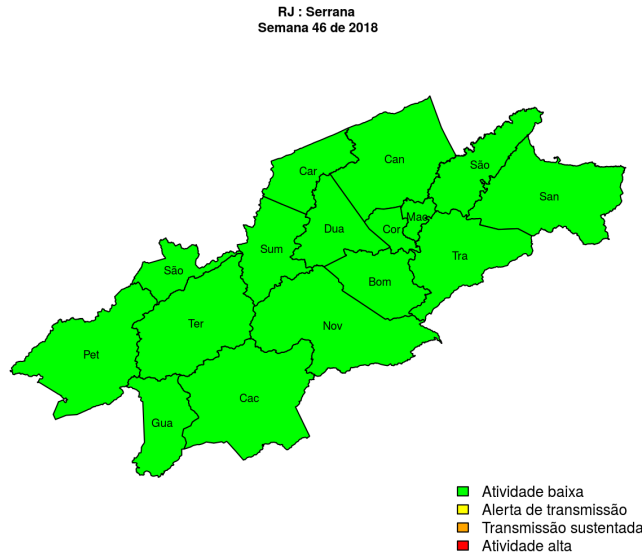 RJ : Serrana
Semana 46 de 2018
Can
São
Car
San
Mac
Dua
Cor
Sum
Tra
São
Bom
Ter
Nov
Pet
Cac
Gua
Atividade baixa
Alerta de transmissão
Transmissão sustentada
Atividade alta